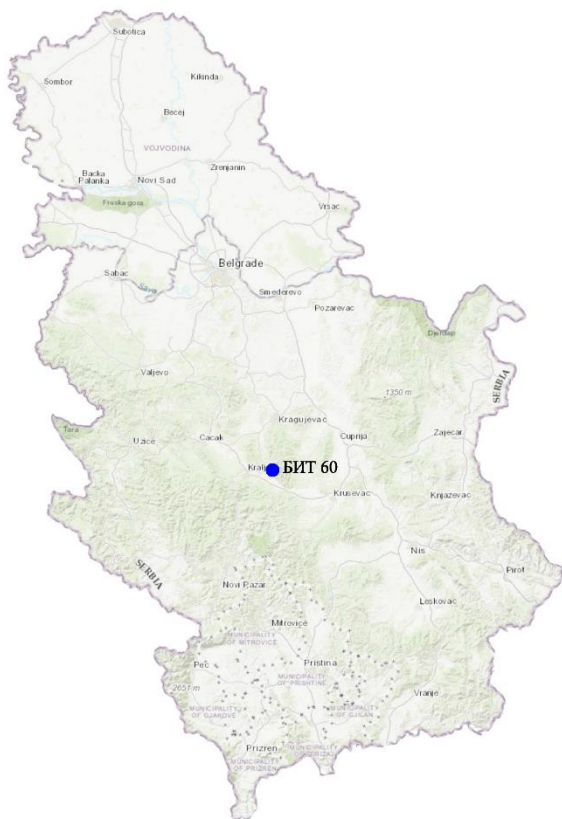 Subotica
Sombor
Kikinda
Becej
VOJVODINA
Backa
Palanka
Novi Sad
Zrenjanin
Fruska gora
Vrsac
Belgrade
Sabac
Sava
Smederevo
Pozarevac
Djerdap
Valjevo
1350 m
SERBIA
Kragujevac
Tara
Uzice
Cacak
Cuprija
Zajecar
БИТ 60
Krusevac
Knjazevac
Nis
SERBIA
Pirot
Novi Pazar
Leskovac
Mitrovice
MUNICIPALITY
OF MITROVICE
Pristina
Peč
MUNICIPALITY
OF PRISHTINE
2651 m
Vranje
MUNICIPALITY
OF GJAKOVE
MUNICIPALITY
OF GJILAN
Prizren
MUNICIPALITY
OF PRIZREN
MUNICIPALITY